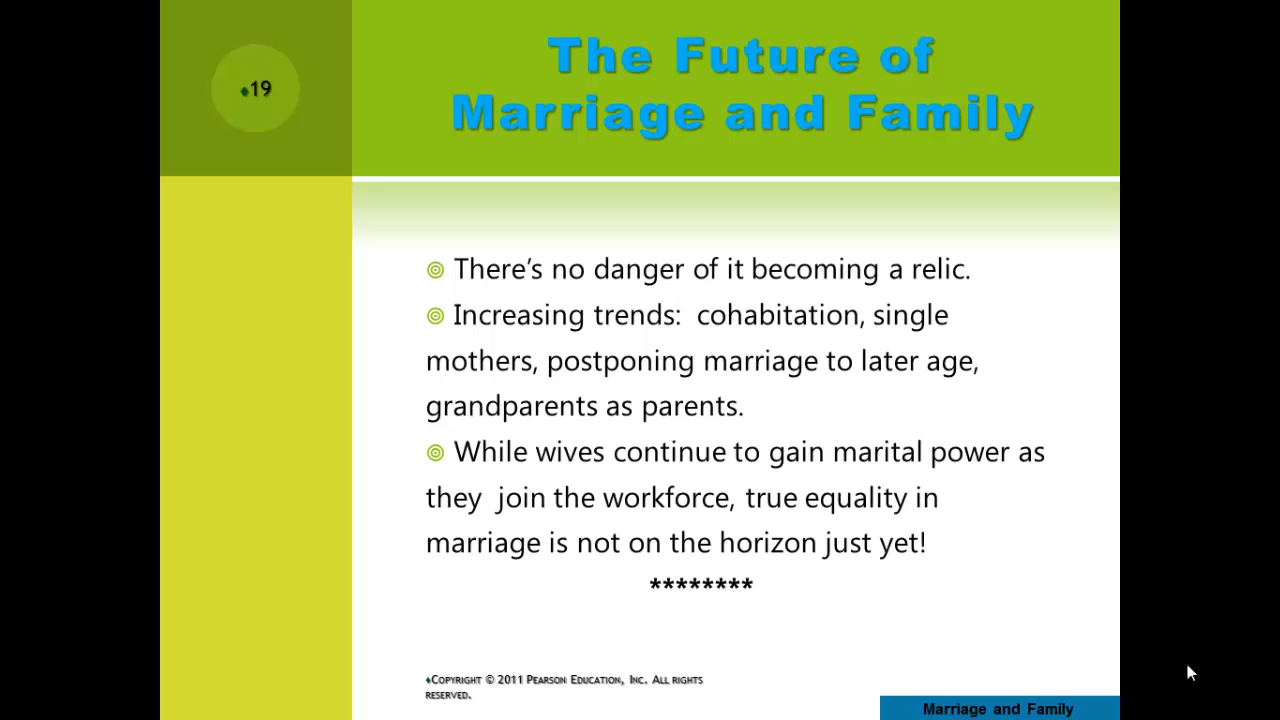 ♦19
The Future of
Marriage and Family
There’s no danger of it becoming a relic.
Increasing trends:  cohabitation, single
mothers, postponing marriage to later age,
grandparents as parents.
While wives continue to gain marital power as
they  join the workforce, true equality in
marriage is not on the horizon just yet!
********
♦Copyright © 2011 Pearson Education, Inc. All rights
reserved.
Marriage and Family